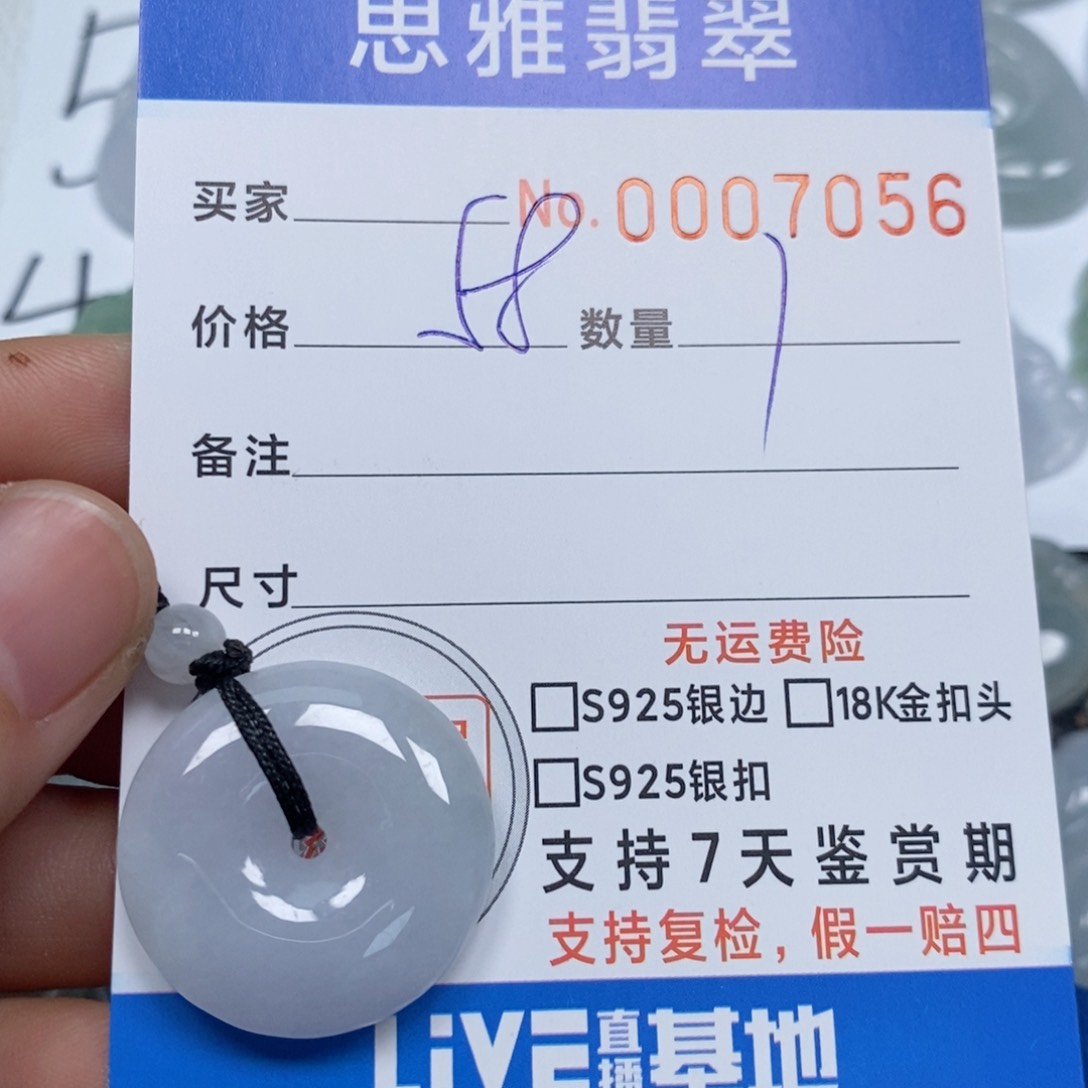 思雅翡翠
买家 No. 0007056
价格 58 数量 1
备注
尺寸
无运费险
□S925银边 □18K金扣头
□S925银扣
支持7天鉴赏期
支持复检，假一赔四
LiVE直播基地
5
4